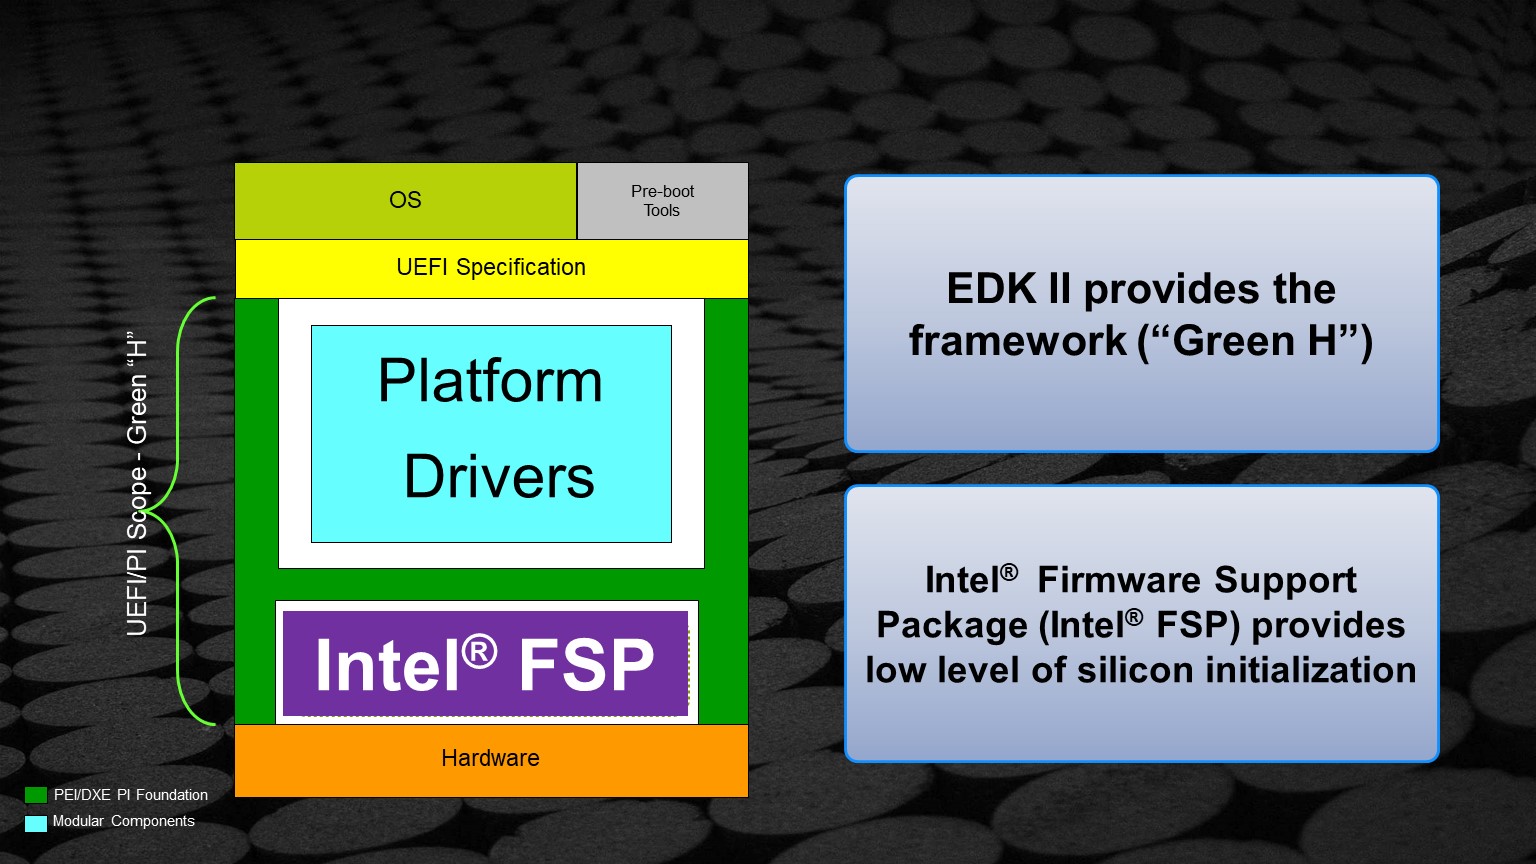 OS
Pre-boot
Tools
UEFI Specification
Platform
Drivers
UEFI/PI Scope - Green “H”
Intel® FSP
Hardware
PEI/DXE PI Foundation
Modular Components
EDK II provides the
framework (“Green H”)
Intel® Firmware Support
Package (Intel® FSP) provides
low level of silicon initialization